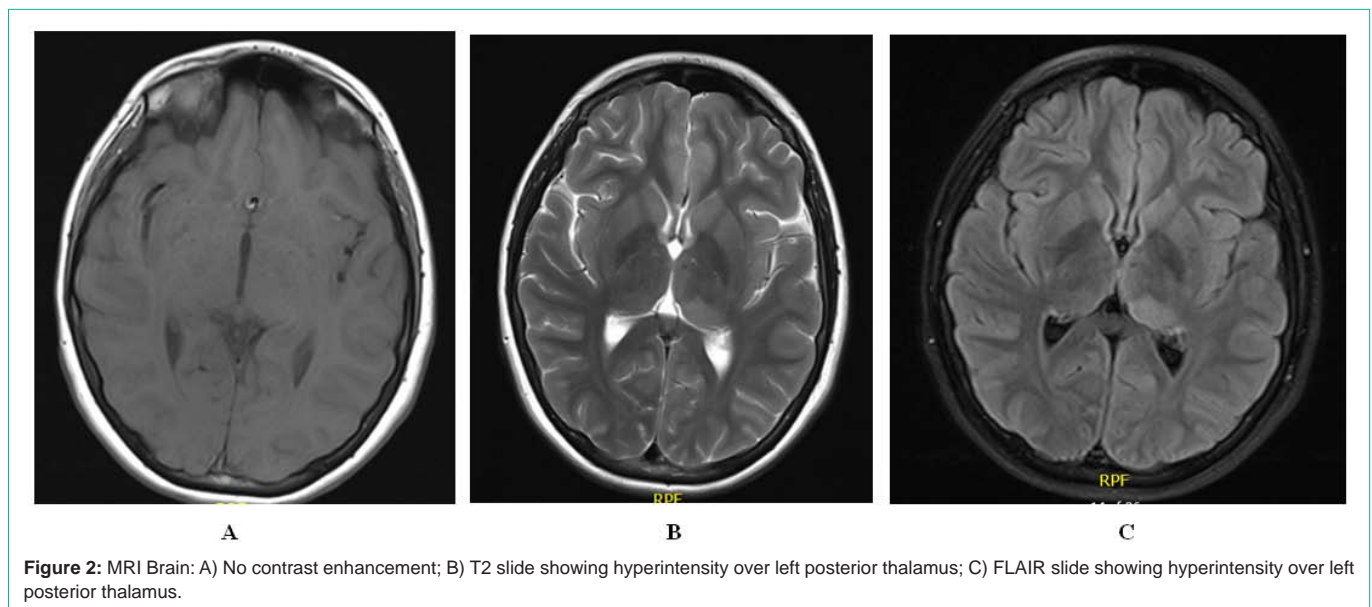 RPF
RPF
A
B
C
Figure 2: MRI Brain: A) No contrast enhancement; B) T2 slide showing hyperintensity over left posterior thalamus; C) FLAIR slide showing hyperintensity over left
posterior thalamus.